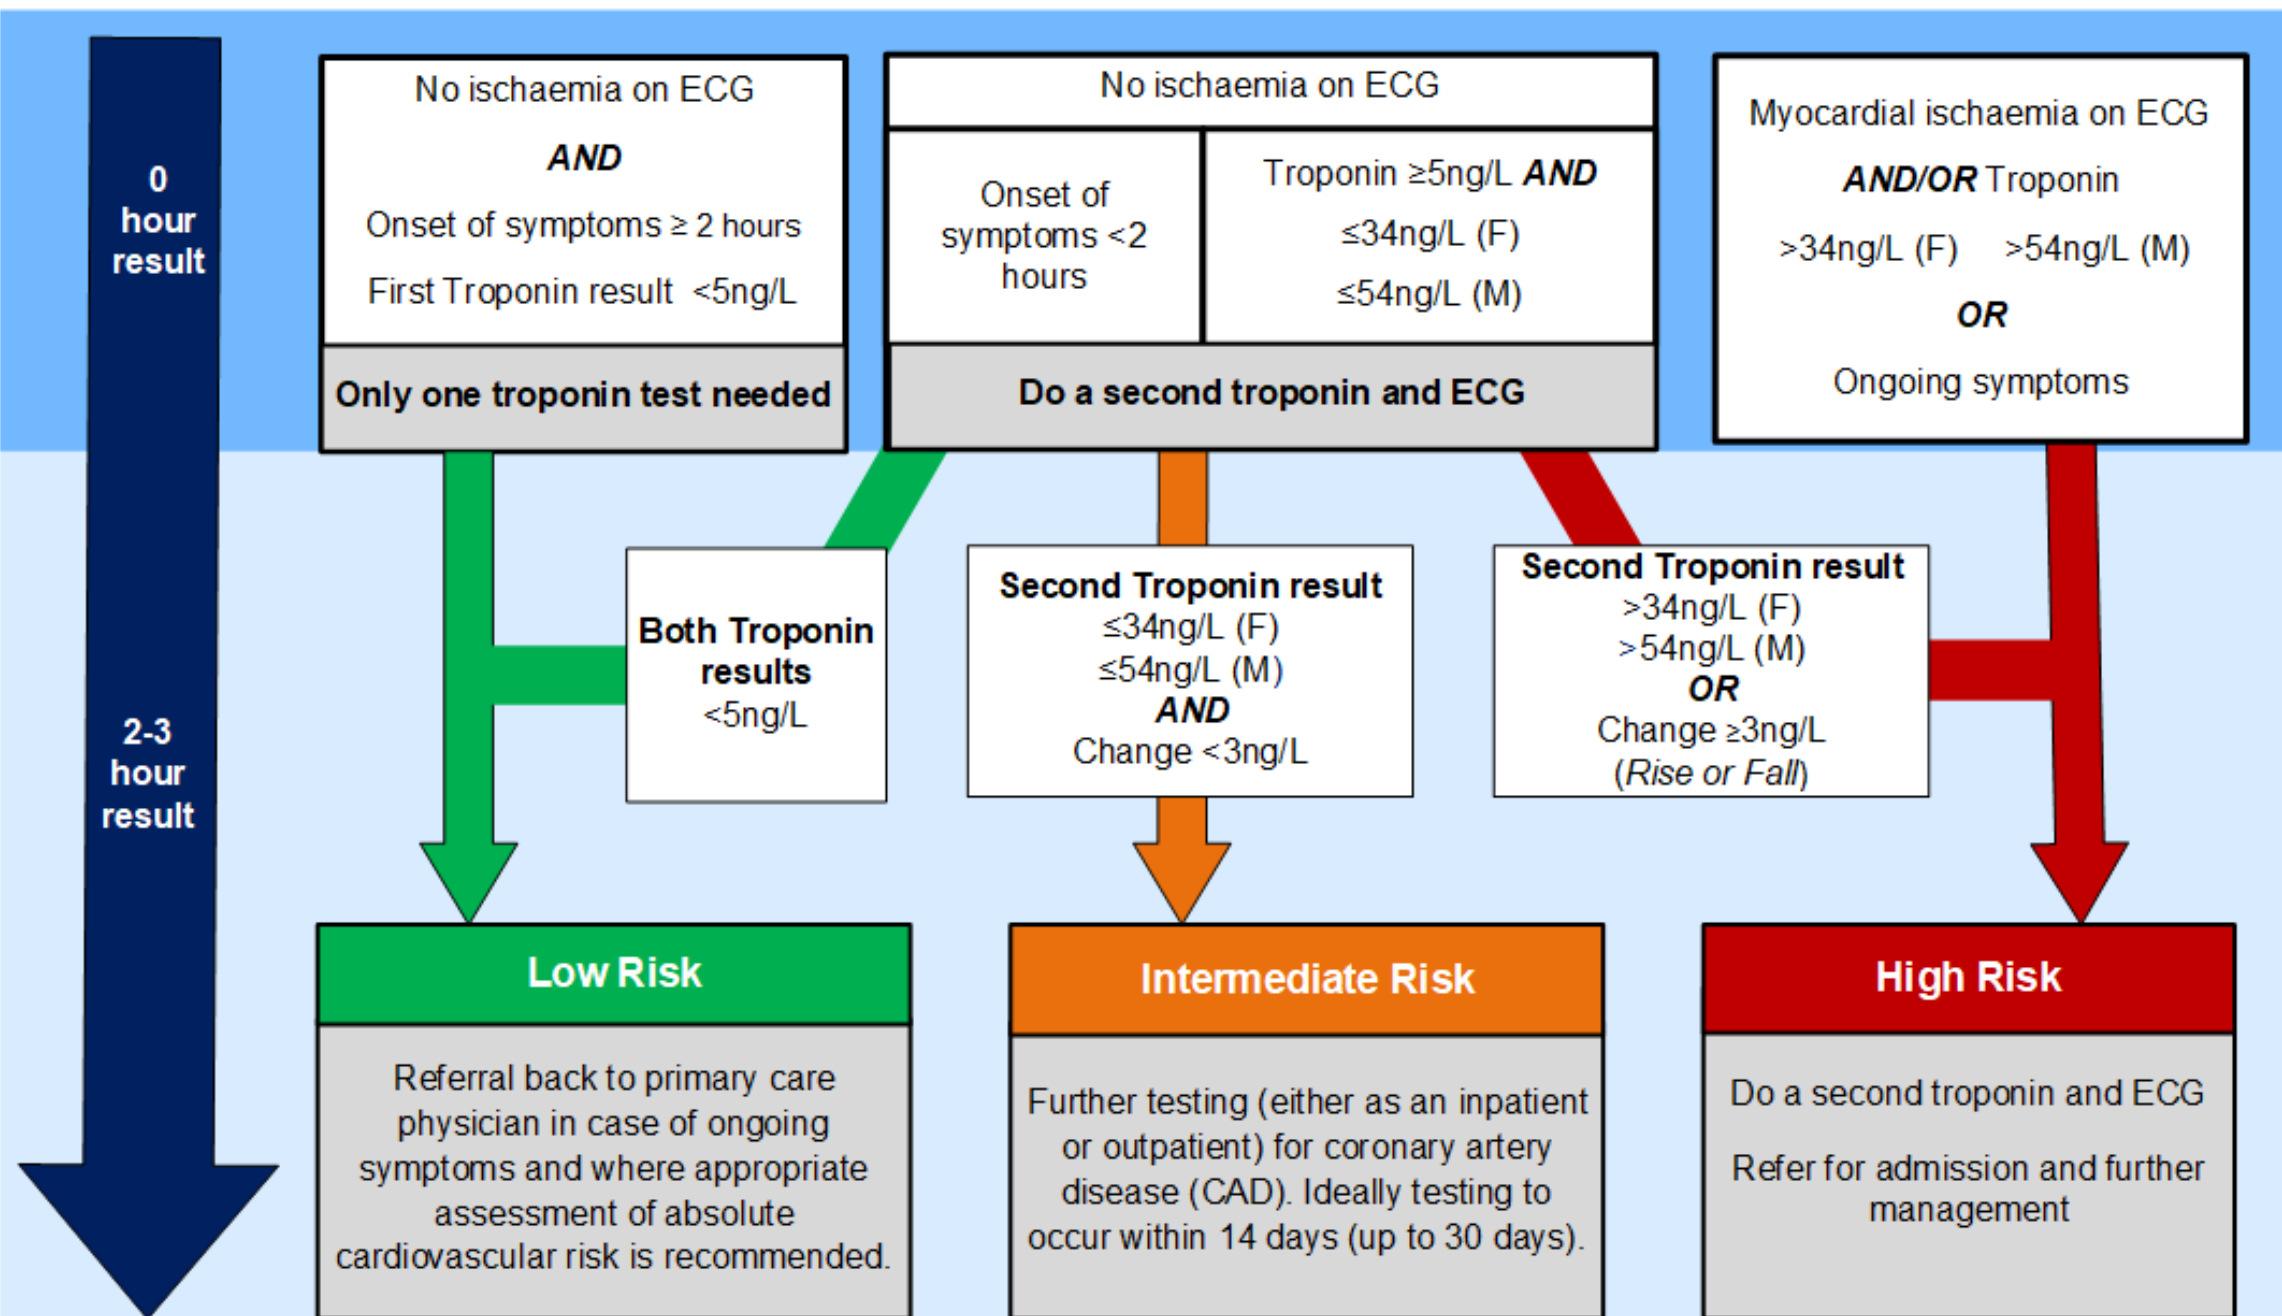 0
hour
result
No ischaemia on ECG
AND
Onset of symptoms ≥ 2 hours
First Troponin result <5ng/L
Only one troponin test needed
No ischaemia on ECG
Onset of
symptoms <2
hours
Troponin ≥5ng/L AND
≤34ng/L (F)
≤54ng/L (M)
Do a second troponin and ECG
Myocardial ischaemia on ECG
AND/OR Troponin
>34ng/L (F) >54ng/L (M)
OR
Ongoing symptoms
2-3
hour
result
Both Troponin
results
<5ng/L
Second Troponin result
≤34ng/L (F)
≤54ng/L (M)
AND
Change <3ng/L
Second Troponin result
>34ng/L (F)
>54ng/L (M)
OR
Change ≥3ng/L
(Rise or Fall)
Low Risk
Referral back to primary care
physician in case of ongoing
symptoms and where appropriate
assessment of absolute
cardiovascular risk is recommended.
Intermediate Risk
Further testing (either as an inpatient
or outpatient) for coronary artery
disease (CAD). Ideally testing to
occur within 14 days (up to 30 days).
High Risk
Do a second troponin and ECG
Refer for admission and further
management